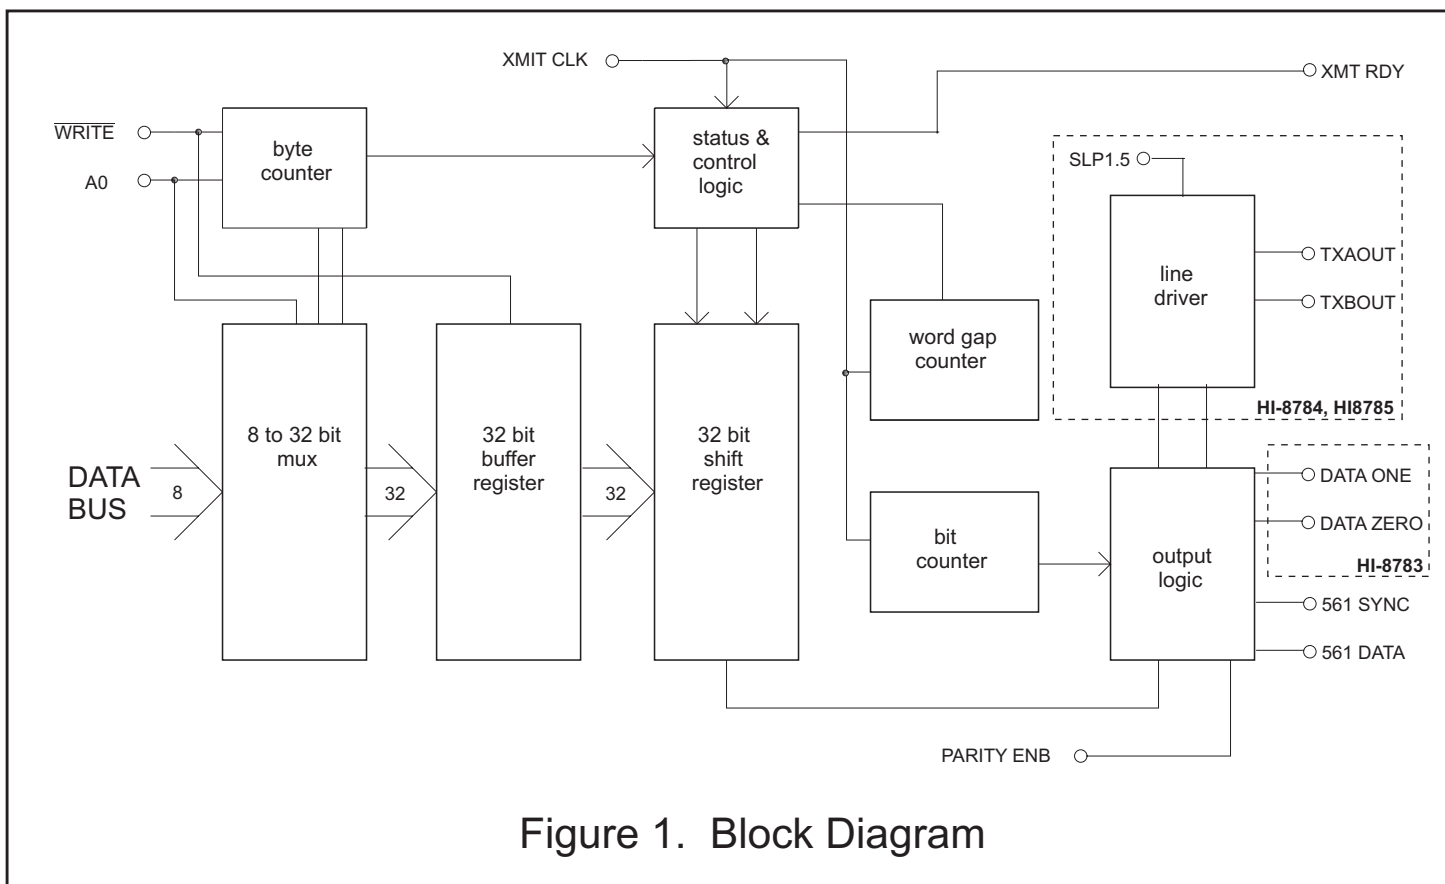 XMIT CLK
XMT RDY
WRITE
A0
byte
counter
status &
control
logic
SLP1.5
line
driver
TXAOUT
TXBOUT
HI-8784, HI8785
word gap
counter
DATA
BUS
8
8 to 32 bit
mux
32
32 bit
buffer
register
32
32 bit
shift
register
bit
counter
output
logic
DATA ONE
DATA ZERO
HI-8783
561 SYNC
561 DATA
PARITY ENB
Figure 1. Block Diagram